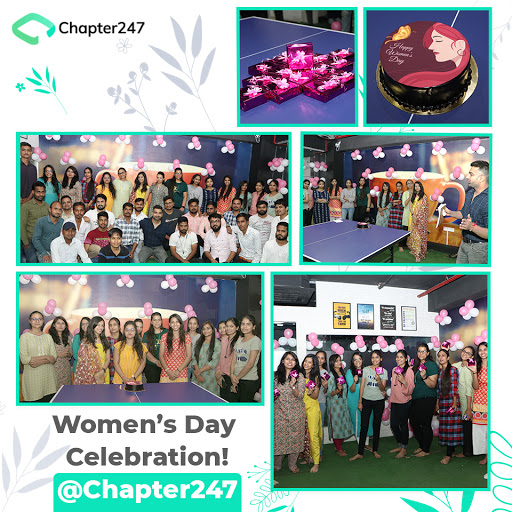 Chapter247
Happy
Women's
Day
Women's Day
Celebration!
@Chapter247